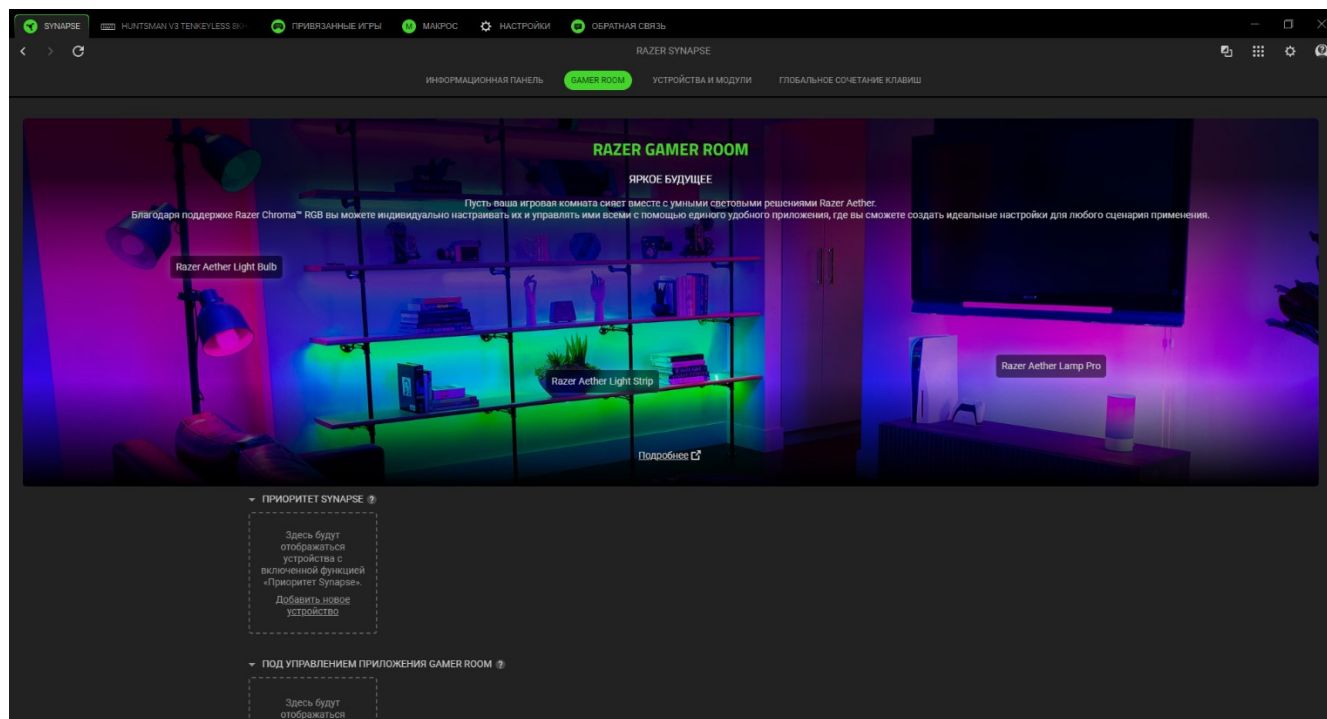 SYNAPSE
HUNTSMAN V3 TENKEYLESS 8KH
ПРИВЯЗАННЫЕ ИГРЫ
M МАКРОС
НАСТРОЙКИ
ОБРАТНАЯ СВЯЗЬ
RAZER SYNAPSE
ИНФОРМАЦИОННАЯ ПАНЕЛЬ
GAMER ROOM
УСТРОЙСТВА И МОДУЛИ
ГЛОБАЛЬНОЕ СОЧЕТАНИЕ КЛАВИШ
RAZER GAMER ROOM
ЯРКОЕ БУДУЩЕЕ
Пусть ваша игровая комната сияет вместе с умными световыми решениями Razer Aether.
Благодаря поддержке Razer Chroma™ RGB вы можете индивидуально настраивать их и управлять ими всеми с помощью единого удобного приложения, где вы сможете создать идеальные настройки для любого сценария применения.
Razer Aether Light Bulb
Razer Aether Light Strip
Razer Aether Lamp Pro
Подробнее
ПРИОРИТЕТ SYNAPSE ?
Здесь будут
отображаться
устройства с
включенной функцией
«Приоритет Synapse».
Добавить новое
устройство
ПОД УПРАВЛЕНИЕМ ПРИЛОЖЕНИЯ GAMER ROOM ?
Здесь будут
отображаться